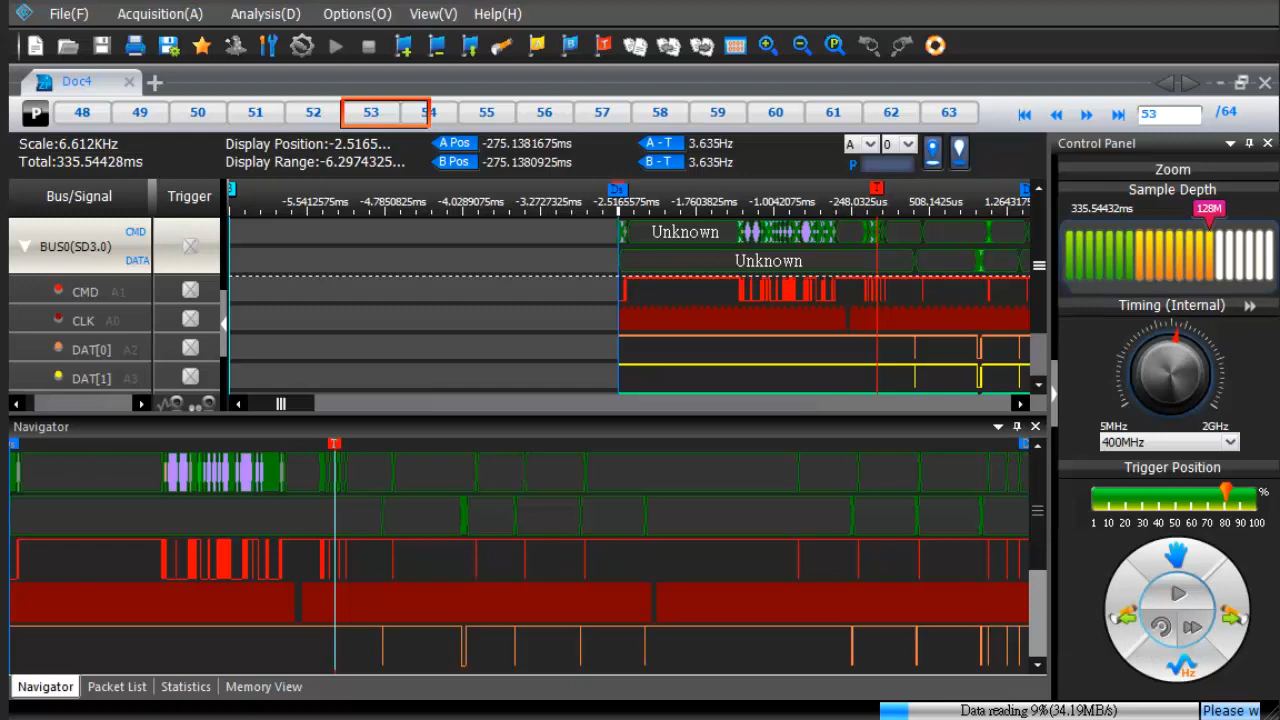 File(F) Acquisition(A) Analysis(D) Options(O) View(V) Help(H)
Doc4
P 48 49 50 51 52 53 54 55 56 57 58 59 60 61 62 63 53 /64
Scale:6.612KHz Display Position:-2.5165... A Pos -275.1381675ms A - T 3.635Hz A 0
Total:335.54428ms Display Range:-6.2974325... B Pos -275.1380925ms B - T 3.635Hz P
Control Panel
Zoom
Sample Depth
335.54432ms 128M
Timing (Internal)
5MHz 2GHz
400MHz
Trigger Position
%
1 10 20 30 40 50 60 70 80 90 100
Hz
Bus/Signal Trigger
Ds T D
-5.5412575ms -4.7850825ms -4.0289075ms -3.2727325ms -2.5165575ms -1.7603825ms -1.0042075ms -248.0325us 508.1425us 1.2643175
BUS0(SD3.0) CMD
DATA
Unknown
Unknown
CMD A1
CLK A0
DAT[0] A2
DAT[1] A3
Navigator
T D
Navigator Packet List Statistics Memory View
Data reading 9%(34.19MB/s) Please w